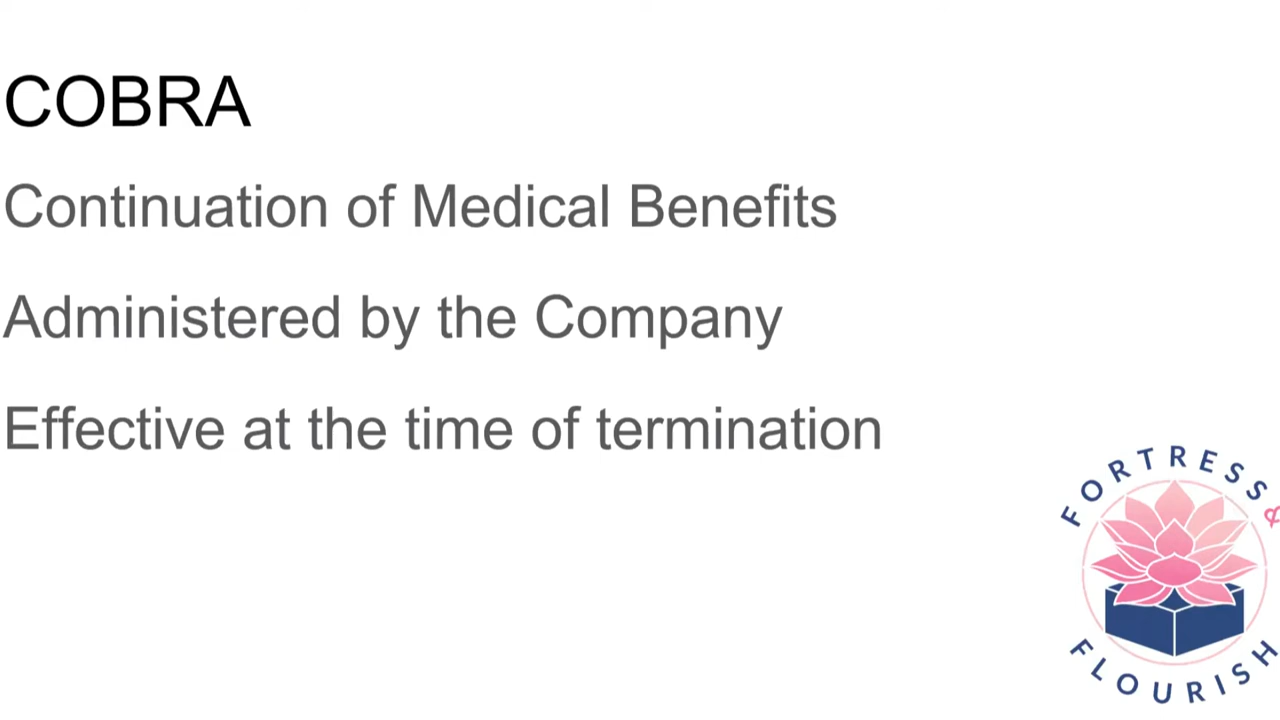 COBRA
Continuation of Medical Benefits
Administered by the Company
Effective at the time of termination
FORTRESS &
FLOURISH